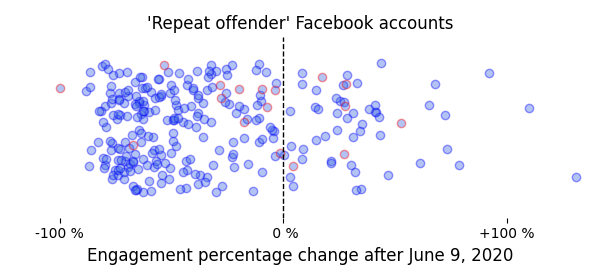 'Repeat offender' Facebook accounts
-100 % 0 % +100 %
Engagement percentage change after June 9, 2020